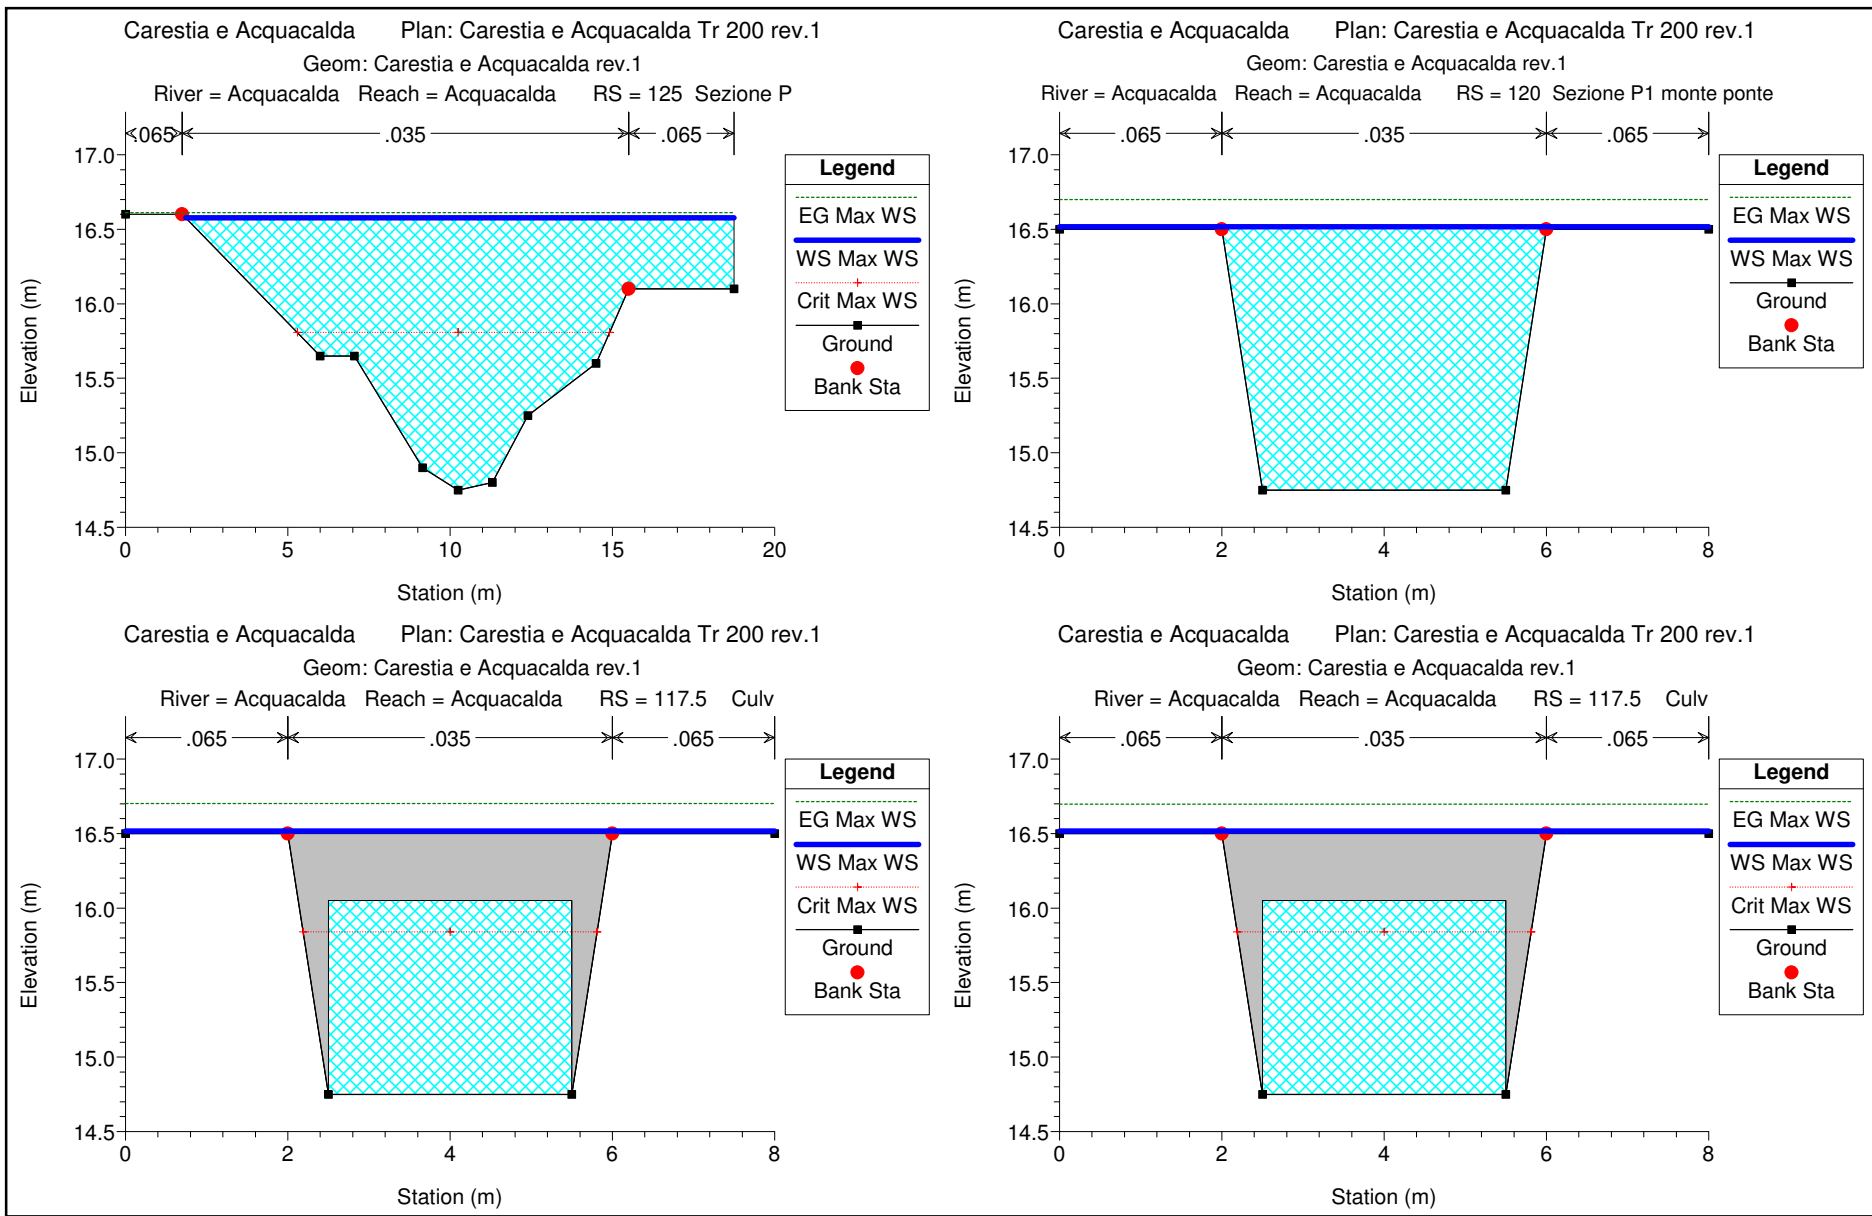 Carestia e Acquacalda Plan: Carestia e Acquacalda Tr 200 rev.1
Geom: Carestia e Acquacalda rev.1
River = Acquacalda Reach = Acquacalda RS = 125 Sezione P
.065 .035 .065
17.0
16.5
16.0
15.5
15.0
14.5
0 5 10 15 20
Elevation (m)
Station (m)
Legend
EG Max WS
WS Max WS
Crit Max WS
Ground
Bank Sta
Carestia e Acquacalda Plan: Carestia e Acquacalda Tr 200 rev.1
Geom: Carestia e Acquacalda rev.1
River = Acquacalda Reach = Acquacalda RS = 120 Sezione P1 monte ponte
.065 .035 .065
17.0
16.5
16.0
15.5
15.0
14.5
0 2 4 6 8
Elevation (m)
Station (m)
Legend
EG Max WS
WS Max WS
Ground
Bank Sta
Carestia e Acquacalda Plan: Carestia e Acquacalda Tr 200 rev.1
Geom: Carestia e Acquacalda rev.1
River = Acquacalda Reach = Acquacalda RS = 117.5 Culv
.065 .035 .065
17.0
16.5
16.0
15.5
15.0
14.5
0 2 4 6 8
Elevation (m)
Station (m)
Legend
EG Max WS
WS Max WS
Crit Max WS
Ground
Bank Sta
Carestia e Acquacalda Plan: Carestia e Acquacalda Tr 200 rev.1
Geom: Carestia e Acquacalda rev.1
River = Acquacalda Reach = Acquacalda RS = 117.5 Culv
.065 .035 .065
17.0
16.5
16.0
15.5
15.0
14.5
0 2 4 6 8
Elevation (m)
Station (m)
Legend
EG Max WS
WS Max WS
Crit Max WS
Ground
Bank Sta